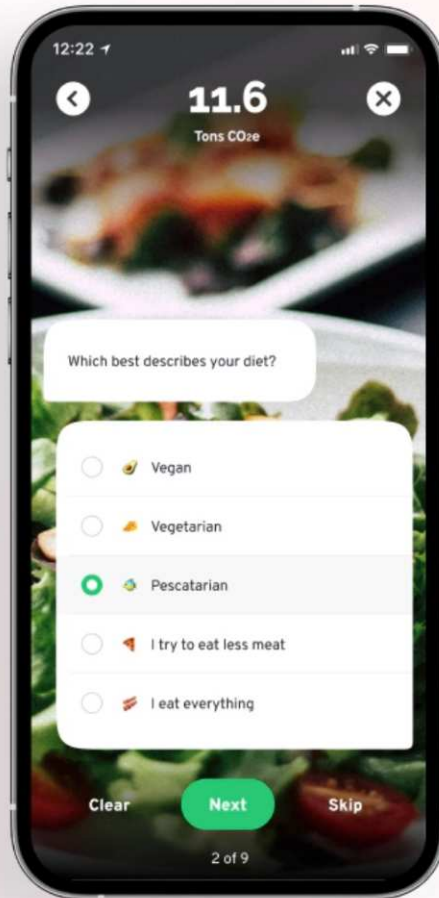 12:22
11.6
Tons CO2e
Which best describes your diet?
Vegan
Vegetarian
Pescatarian
I try to eat less meat
I eat everything
Clear
Next
Skip
2 of 9